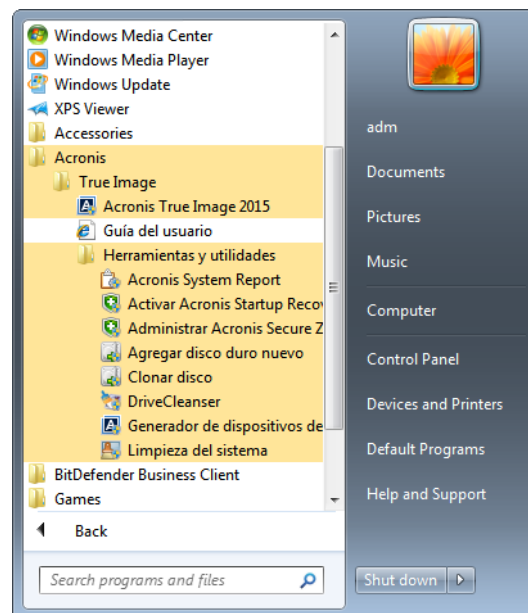 Windows Media Center
Windows Media Player
Windows Update
XPS Viewer
Accessories
Acronis
True Image
Acronis True Image 2015
Guía del usuario
Herramientas y utilidades
Acronis System Report
Activar Acronis Startup Recov
Administrar Acronis Secure Z
Agregar disco duro nuevo
Clonar disco
DriveCleanser
Generador de dispositivos de
Limpieza del sistema
BitDefender Business Client
Games
Back
Search programs and files
adm
Documents
Pictures
Music
Computer
Control Panel
Devices and Printers
Default Programs
Help and Support
Shut down